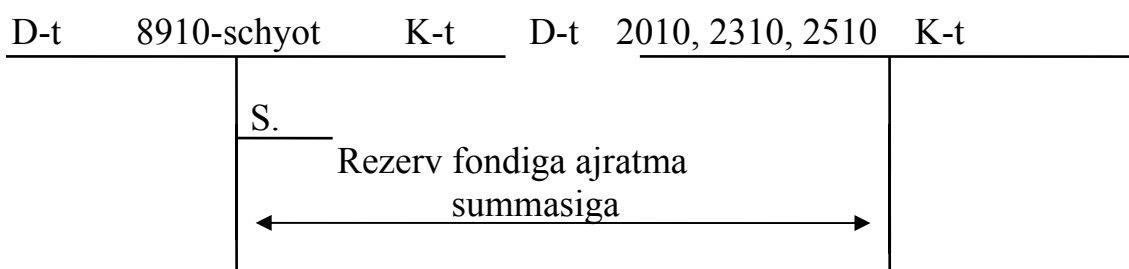 D-t 8910-schyot K-t D-t 2010, 2310, 2510 K-t
S.
Rezerv fondiga ajratma
summasiga